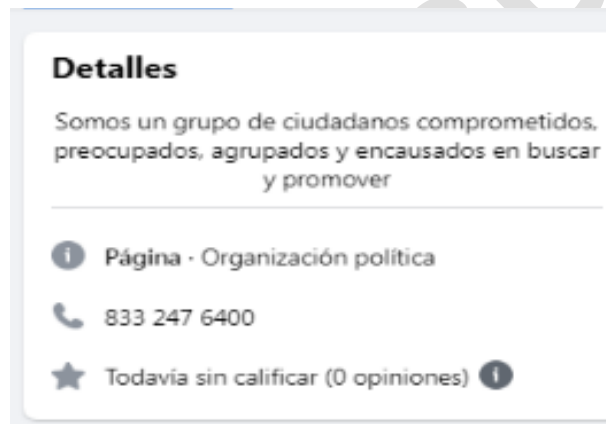 Detalles
Somos un grupo de ciudadanos comprometidos,
preocupados, agrupados y encausados en buscar
y promover
Página · Organización política
833 247 6400
Todavía sin calificar (0 opiniones)